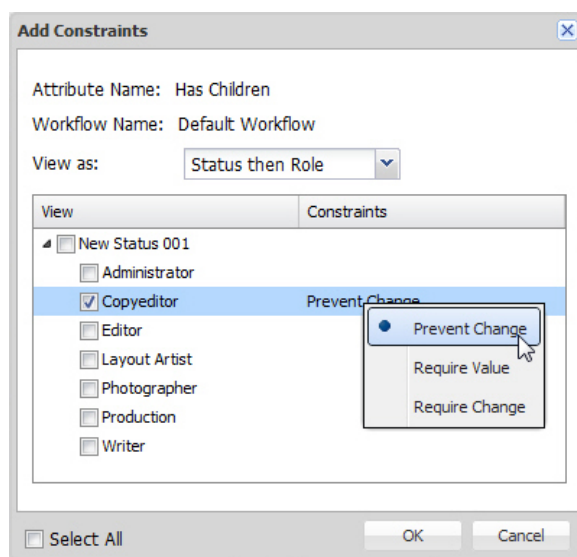 Add Constraints
Attribute Name: Has Children
Workflow Name: Default Workflow
View as: Status then Role
View Constraints
New Status 001
Administrator
Copyeditor Prevent Change
Editor Prevent Change
Layout Artist Require Value
Photographer
Production Require Change
Writer
Select All OK Cancel